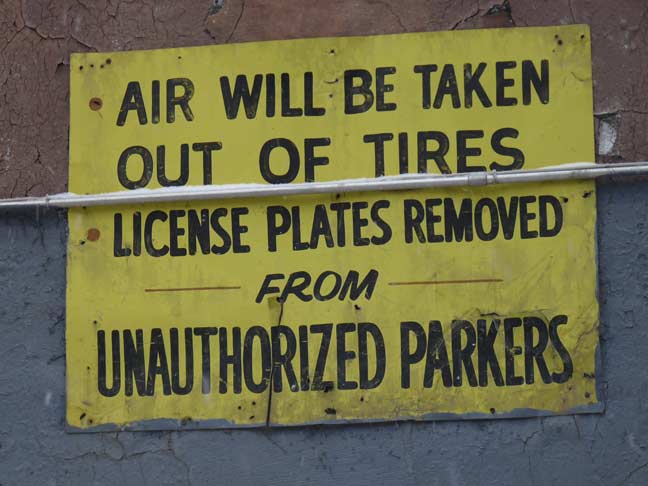 AIR WILL BE TAKEN
OUT OF TIRES
LICENSE PLATES REMOVED
FROM
UNAUTHORIZED PARKERS